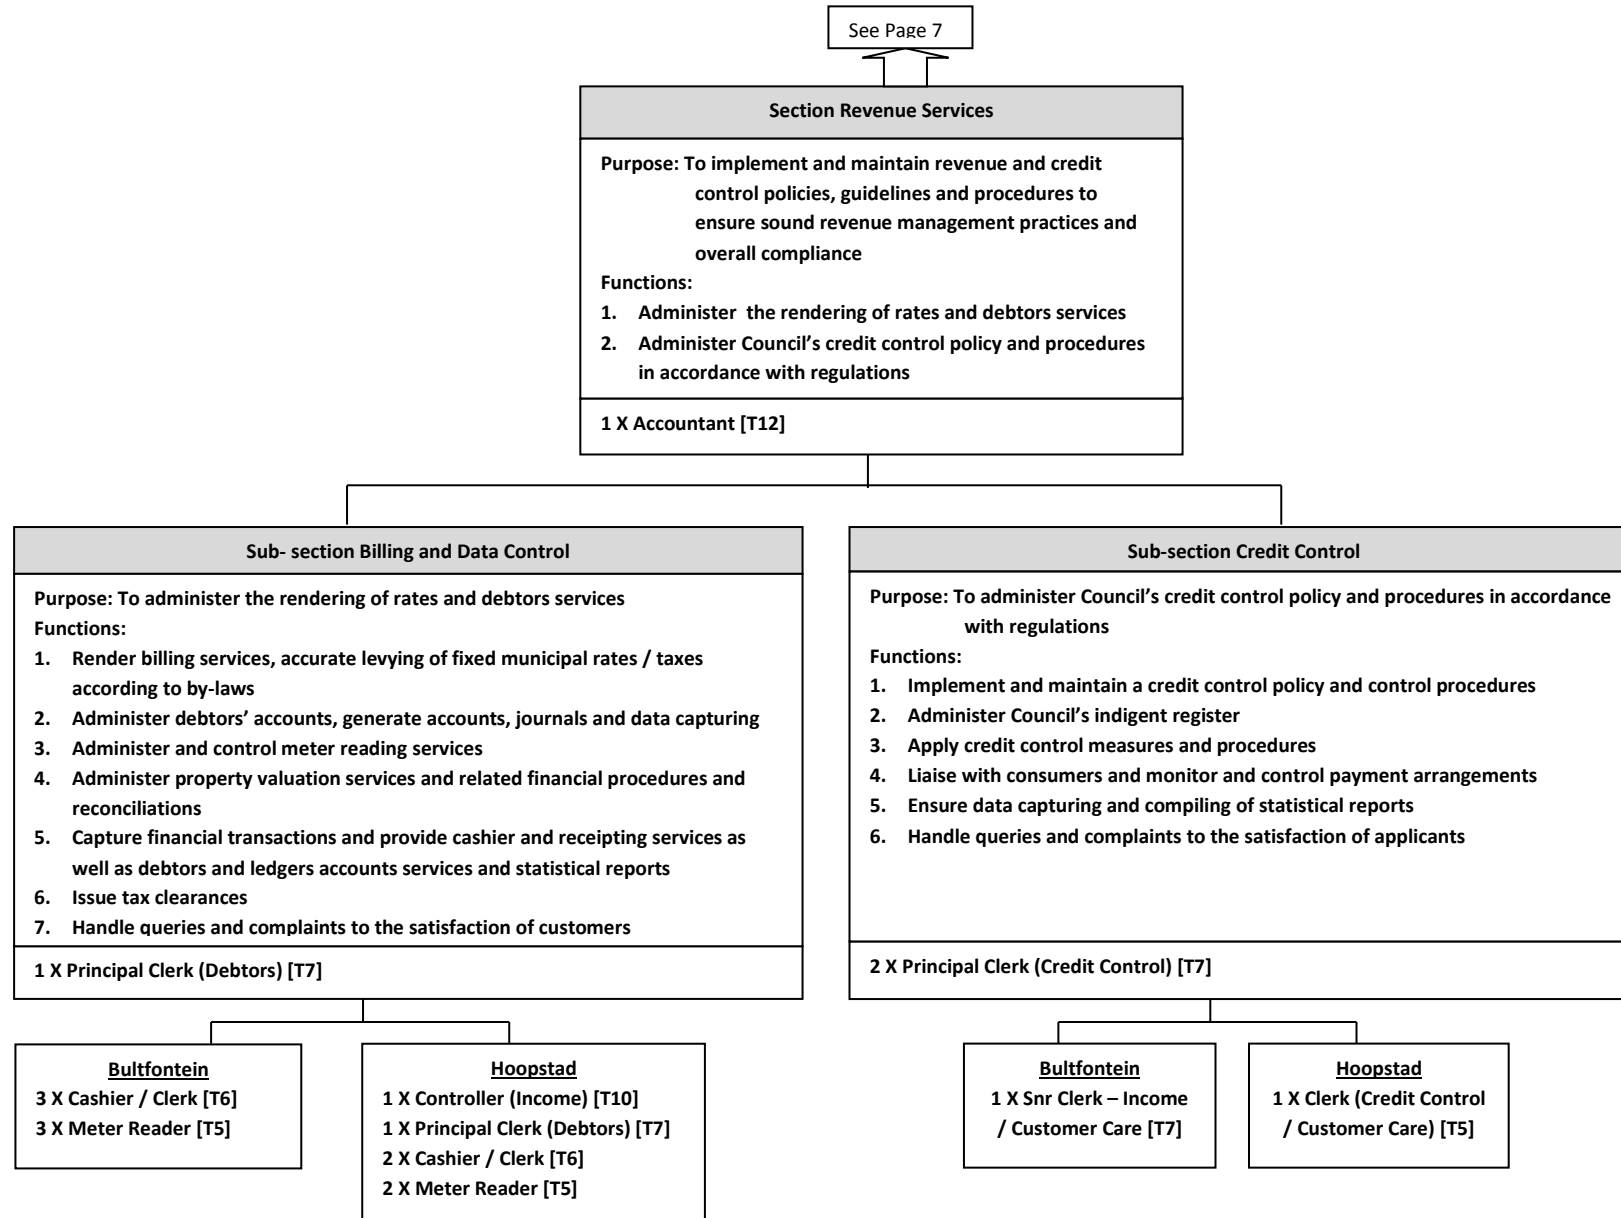 See Page 7
Section Revenue Services
Purpose: To implement and maintain revenue and credit
control policies, guidelines and procedures to
ensure sound revenue management practices and
overall compliance
Functions:
1. Administer  the rendering of rates and debtors services
2. Administer Council’s credit control policy and procedures
in accordance with regulations
1 X Accountant [T12]
Sub- section Billing and Data Control
Purpose: To administer the rendering of rates and debtors services
Functions:
1. Render billing services, accurate levying of fixed municipal rates / taxes
according to by-laws
2. Administer debtors’ accounts, generate accounts, journals and data capturing
3. Administer and control meter reading services
4. Administer property valuation services and related financial procedures and
reconciliations
5. Capture financial transactions and provide cashier and receipting services as
well as debtors and ledgers accounts services and statistical reports
6. Issue tax clearances
7. Handle queries and complaints to the satisfaction of customers
1 X Principal Clerk (Debtors) [T7]
Sub-section Credit Control
Purpose: To administer Council’s credit control policy and procedures in accordance
with regulations
Functions:
1. Implement and maintain a credit control policy and control procedures
2. Administer Council’s indigent register
3. Apply credit control measures and procedures
4. Liaise with consumers and monitor and control payment arrangements
5. Ensure data capturing and compiling of statistical reports
6. Handle queries and complaints to the satisfaction of applicants
2 X Principal Clerk (Credit Control) [T7]
Bultfontein
3 X Cashier / Clerk [T6]
3 X Meter Reader [T5]
Hoopstad
1 X Controller (Income) [T10]
1 X Principal Clerk (Debtors) [T7]
2 X Cashier / Clerk [T6]
2 X Meter Reader [T5]
Bultfontein
1 X Snr Clerk – Income
/ Customer Care [T7]
Hoopstad
1 X Clerk (Credit Control
/ Customer Care) [T5]